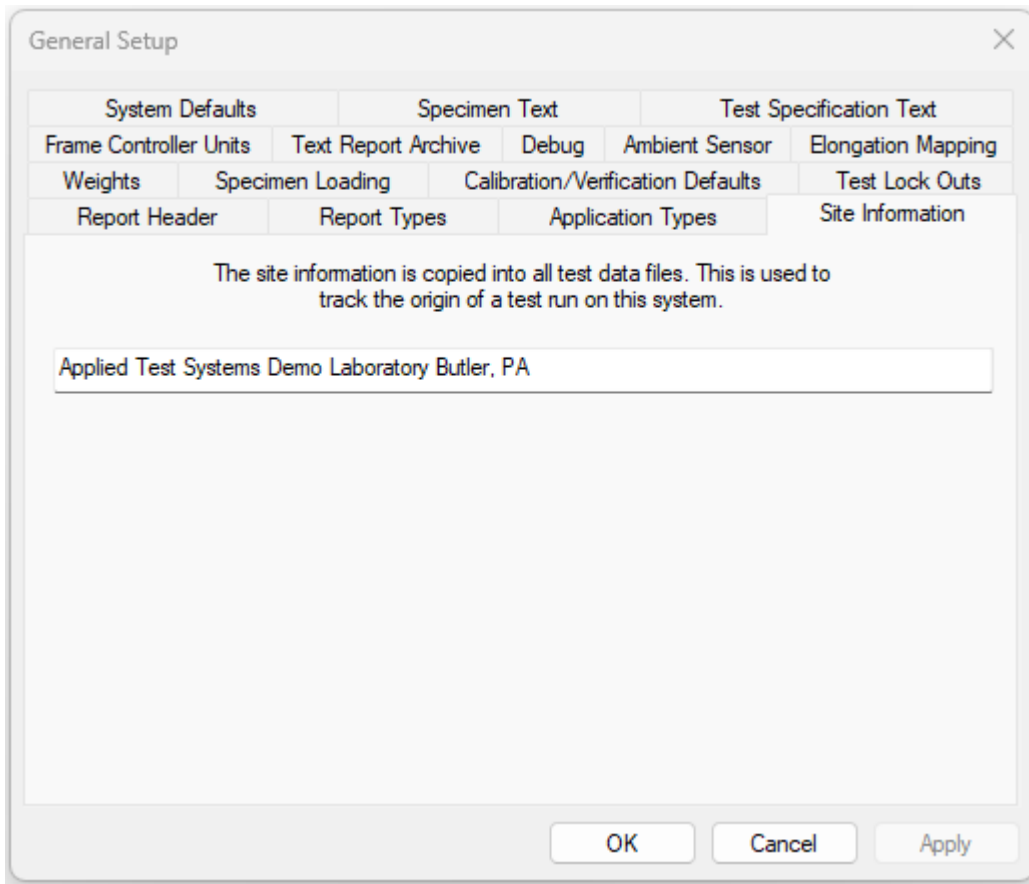 General Setup
System Defaults Specimen Text Test Specification Text
Frame Controller Units Text Report Archive Debug Ambient Sensor Elongation Mapping
Weights Specimen Loading Calibration/Verification Defaults Test Lock Outs
Report Header Report Types Application Types Site Information
The site information is copied into all test data files. This is used to
track the origin of a test run on this system.
Applied Test Systems Demo Laboratory Butler, PA
OK Cancel Apply